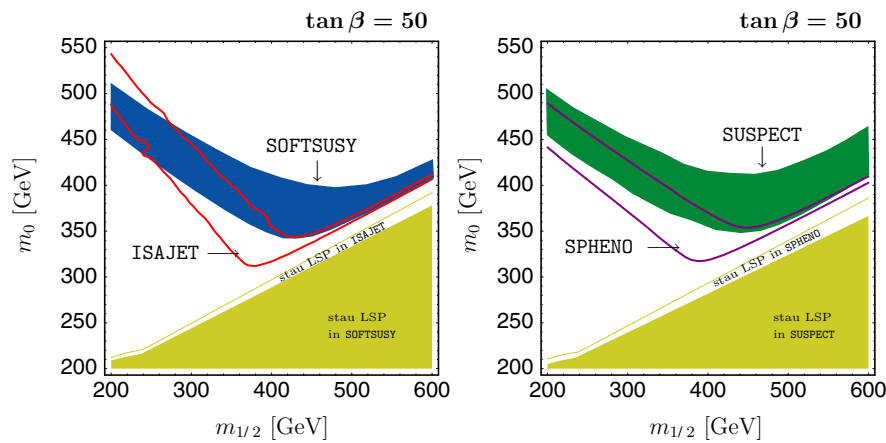 tan β = 50
550
500
450
400
350
300
250
200
m₀ [GeV]
SOFTSUSY
ISAJET
stau LSP in ISAJET
stau LSP
in SOFTSUSY
200 300 400 500 600
m₁/₂ [GeV]
tan β = 50
550
500
450
400
350
300
250
200
m₀ [GeV]
SUSPECT
SPHENO
stau LSP in SPHENO
stau LSP
in SUSPECT
200 300 400 500 600
m₁/₂ [GeV]